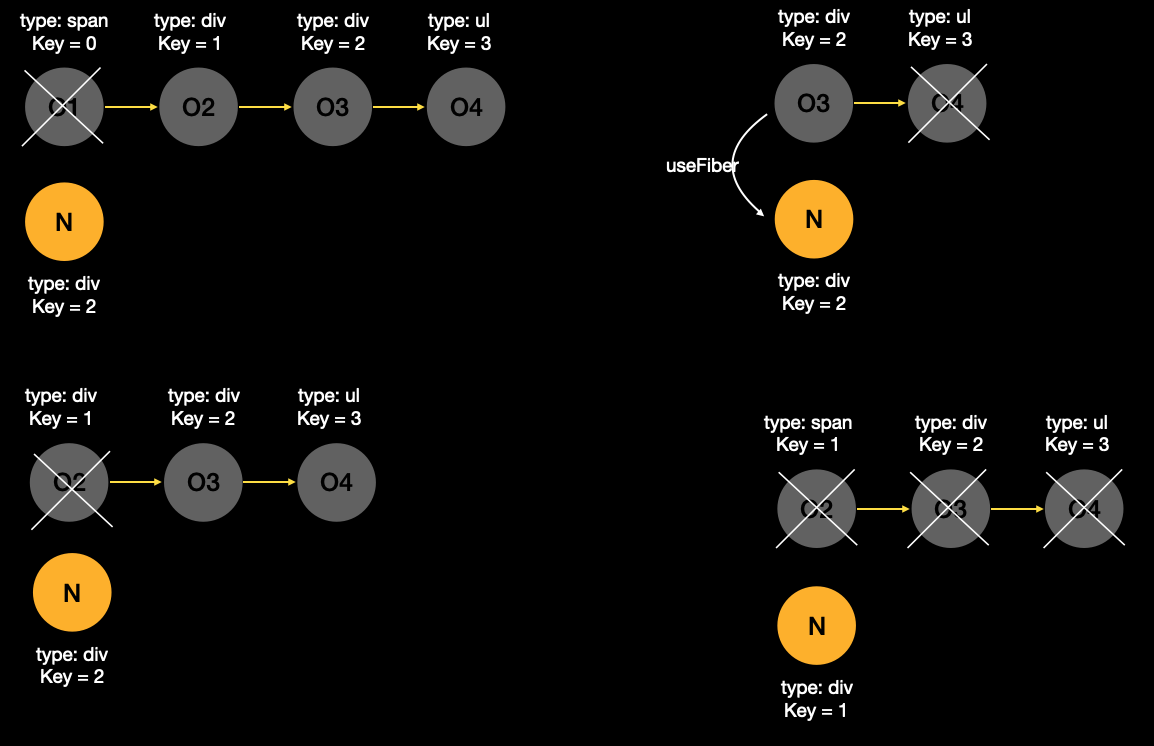 type: span
Key = 0
type: div
Key = 1
type: div
Key = 2
type: ul
Key = 3
O1
O2
O3
O4
N
type: div
Key = 2
type: div
Key = 2
type: ul
Key = 3
O3
O4
useFiber
N
type: div
Key = 2
type: div
Key = 1
type: div
Key = 2
type: ul
Key = 3
O2
O3
O4
N
type: div
Key = 2
type: span
Key = 1
type: div
Key = 2
type: ul
Key = 3
O2
O3
O4
N
type: div
Key = 1